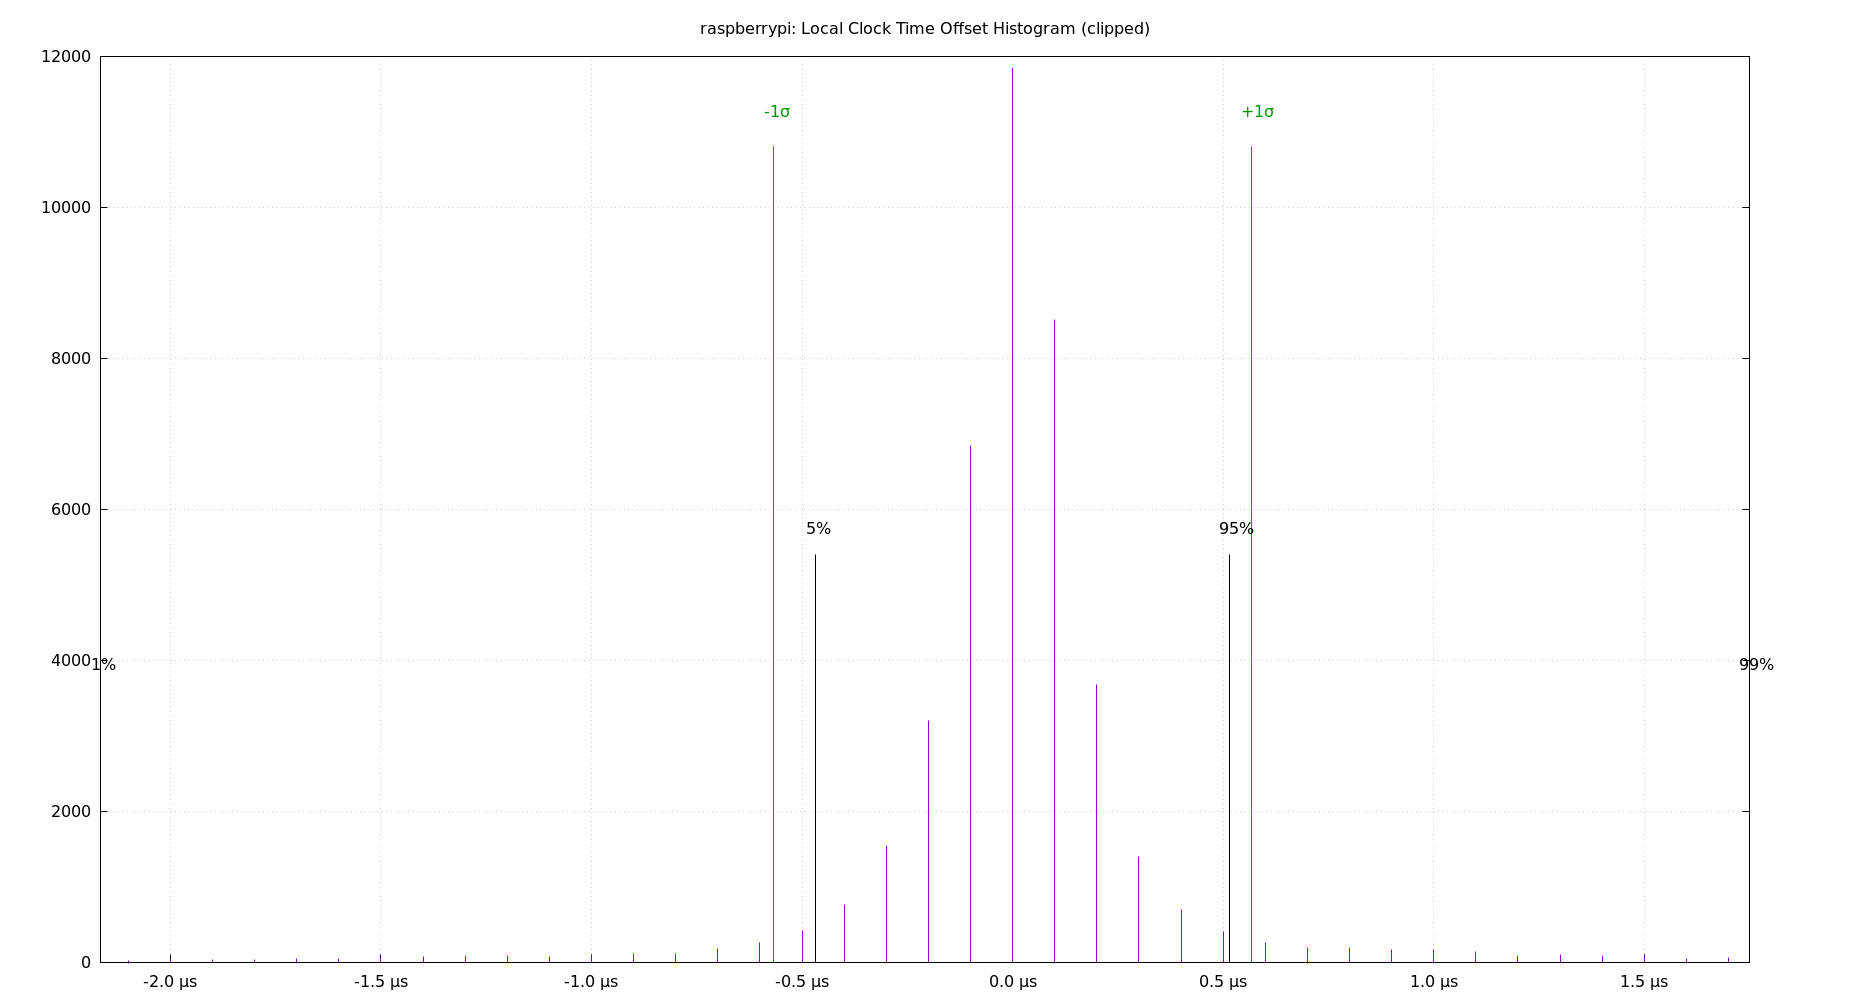 raspberrypi: Local Clock Time Offset Histogram (clipped)
12000
-1σ
+1σ
10000
8000
6000
5%
95%
4000
1%
99%
2000
0
-2.0 µs
-1.5 µs
-1.0 µs
-0.5 µs
0.0 µs
0.5 µs
1.0 µs
1.5 µs